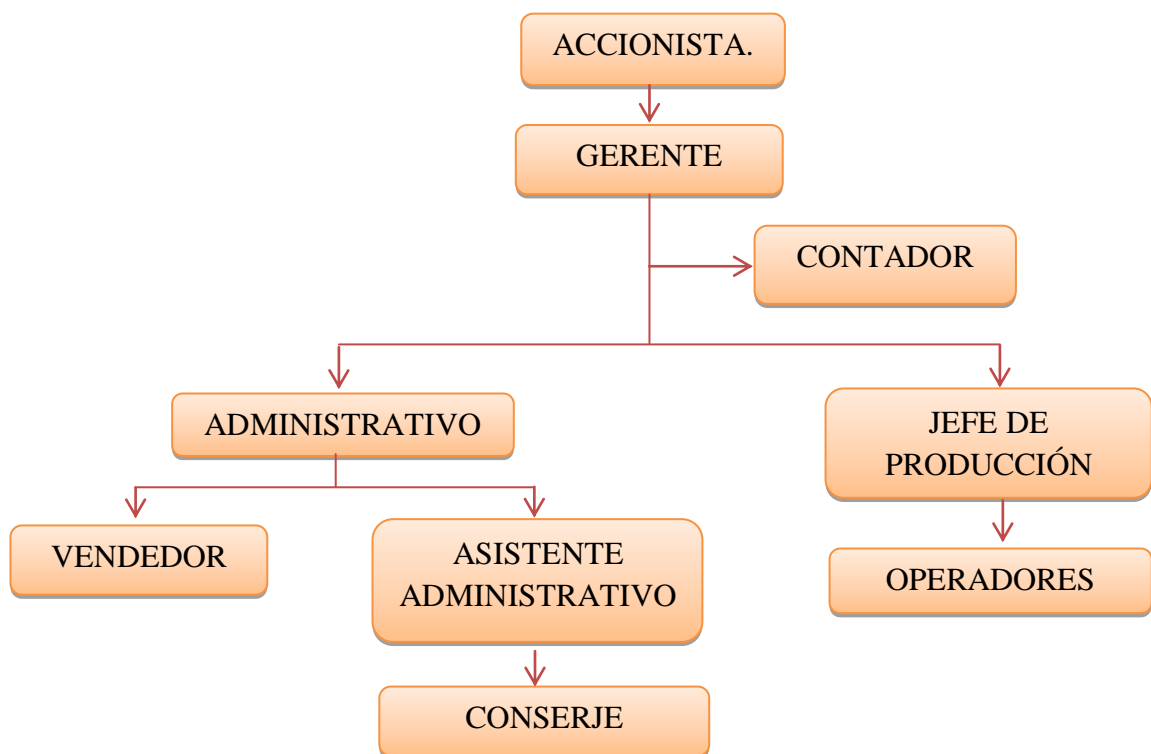 ACCIONISTA.
GERENTE
CONTADOR
ADMINISTRATIVO
JEFE DE
PRODUCCIÓN
VENDEDOR
ASISTENTE
ADMINISTRATIVO
OPERADORES
CONSERJE